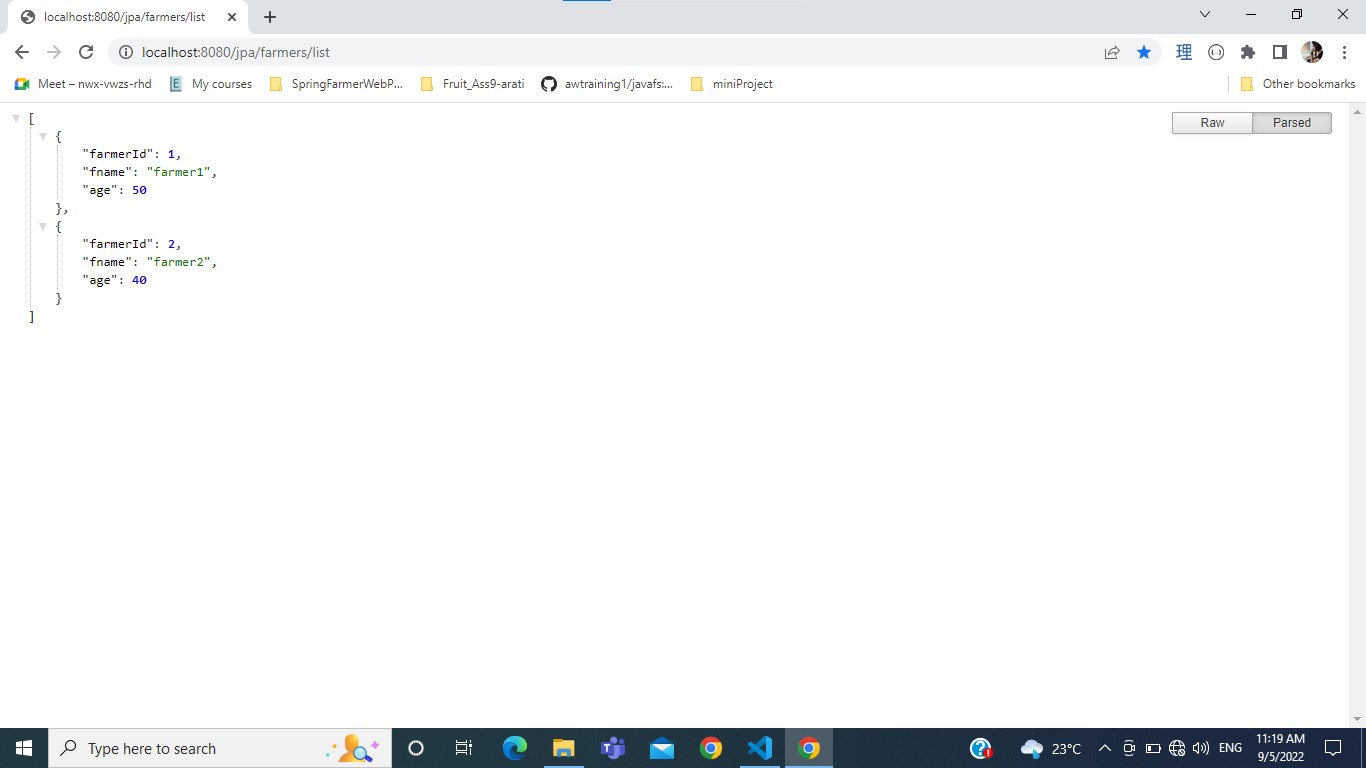 localhost:8080/jpa/farmers/list
localhost:8080/jpa/farmers/list
理
Meet – nwx-vwzs-rhd My courses SpringFarmerWebP... Fruit_Ass9-arati awtraining1/javafs:... miniProject Other bookmarks
Raw Parsed
[
{
"farmerId": 1,
"fname": "farmer1",
"age": 50
},
{
"farmerId": 2,
"fname": "farmer2",
"age": 40
}
]
Type here to search
23°C ENG
11:19 AM
9/5/2022